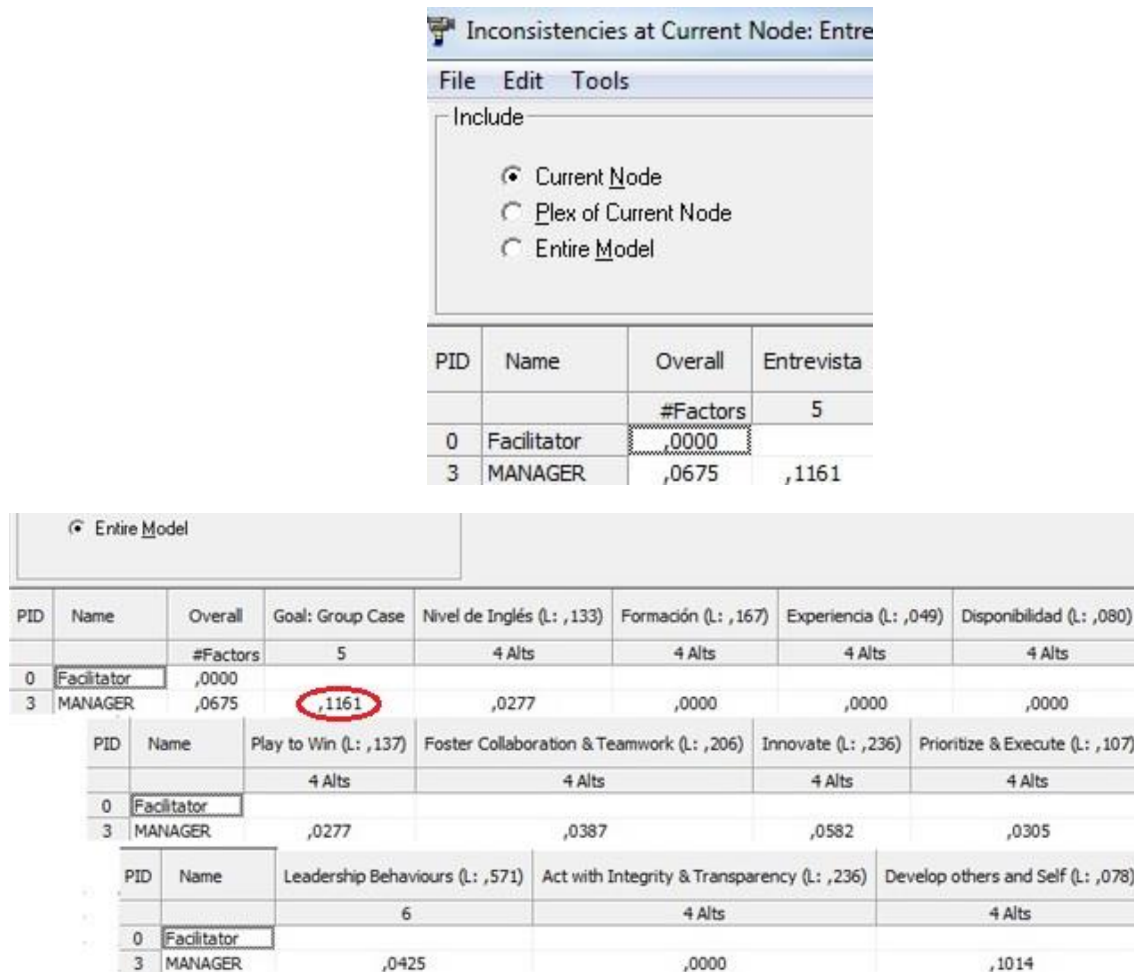 Inconsistencies at Current Node: Entre
File Edit Tools
Include
Current Node
Plex of Current Node
Entire Model
PID Name Overall Entrevista
#Factors 5
0 Facilitator ,0000
3 MANAGER ,0675 ,1161
Entire Model
PID Name Overall Goal: Group Case Nivel de Inglés (L: ,133) Formación (L: ,167) Experiencia (L: ,049) Disponibilidad (L: ,080)
#Factors 5 4 Alts 4 Alts 4 Alts 4 Alts
0 Facilitator ,0000
3 MANAGER ,0675 ,1161 ,0277 ,0000 ,0000 ,0000
PID Name Play to Win (L: ,137) Foster Collaboration & Teamwork (L: ,206) Innovate (L: ,236) Prioritize & Execute (L: ,107)
4 Alts 4 Alts 4 Alts 4 Alts
0 Facilitator
3 MANAGER ,0277 ,0387 ,0582 ,0305
PID Name Leadership Behaviours (L: ,571) Act with Integrity & Transparency (L: ,236) Develop others and Self (L: ,078)
6 4 Alts 4 Alts
0 Facilitator
3 MANAGER ,0425 ,0000 ,1014